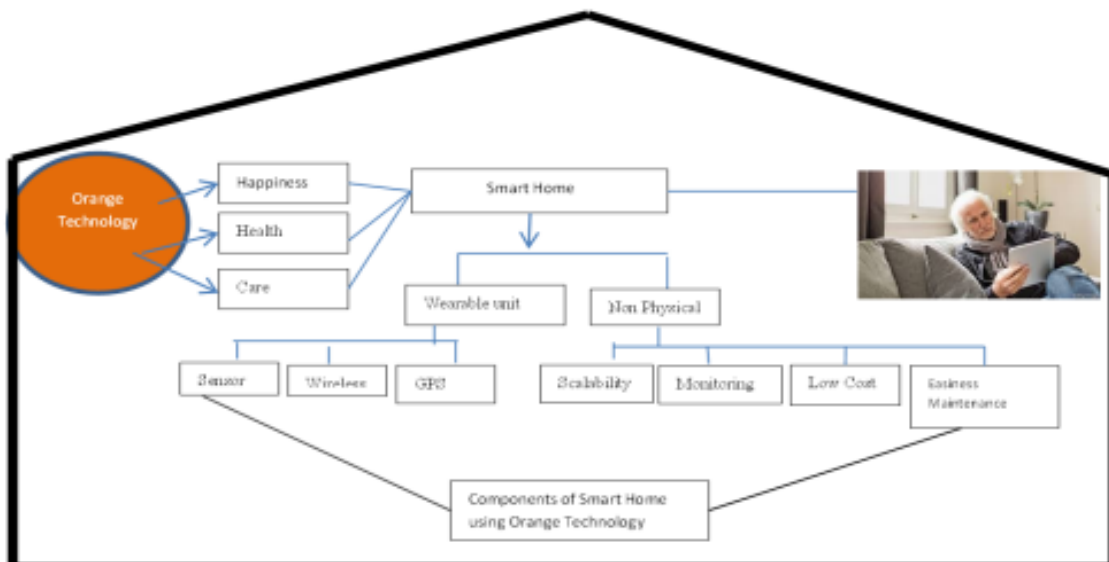 Orange
Technology
Happiness
Health
Care
Smart Home
Wearable unit
Non Physical
Senzor
Wireless
GPS
Scalability
Monitoring
Low Cost
Easiness
Maintenance
Components of Smart Home
using Orange Technology